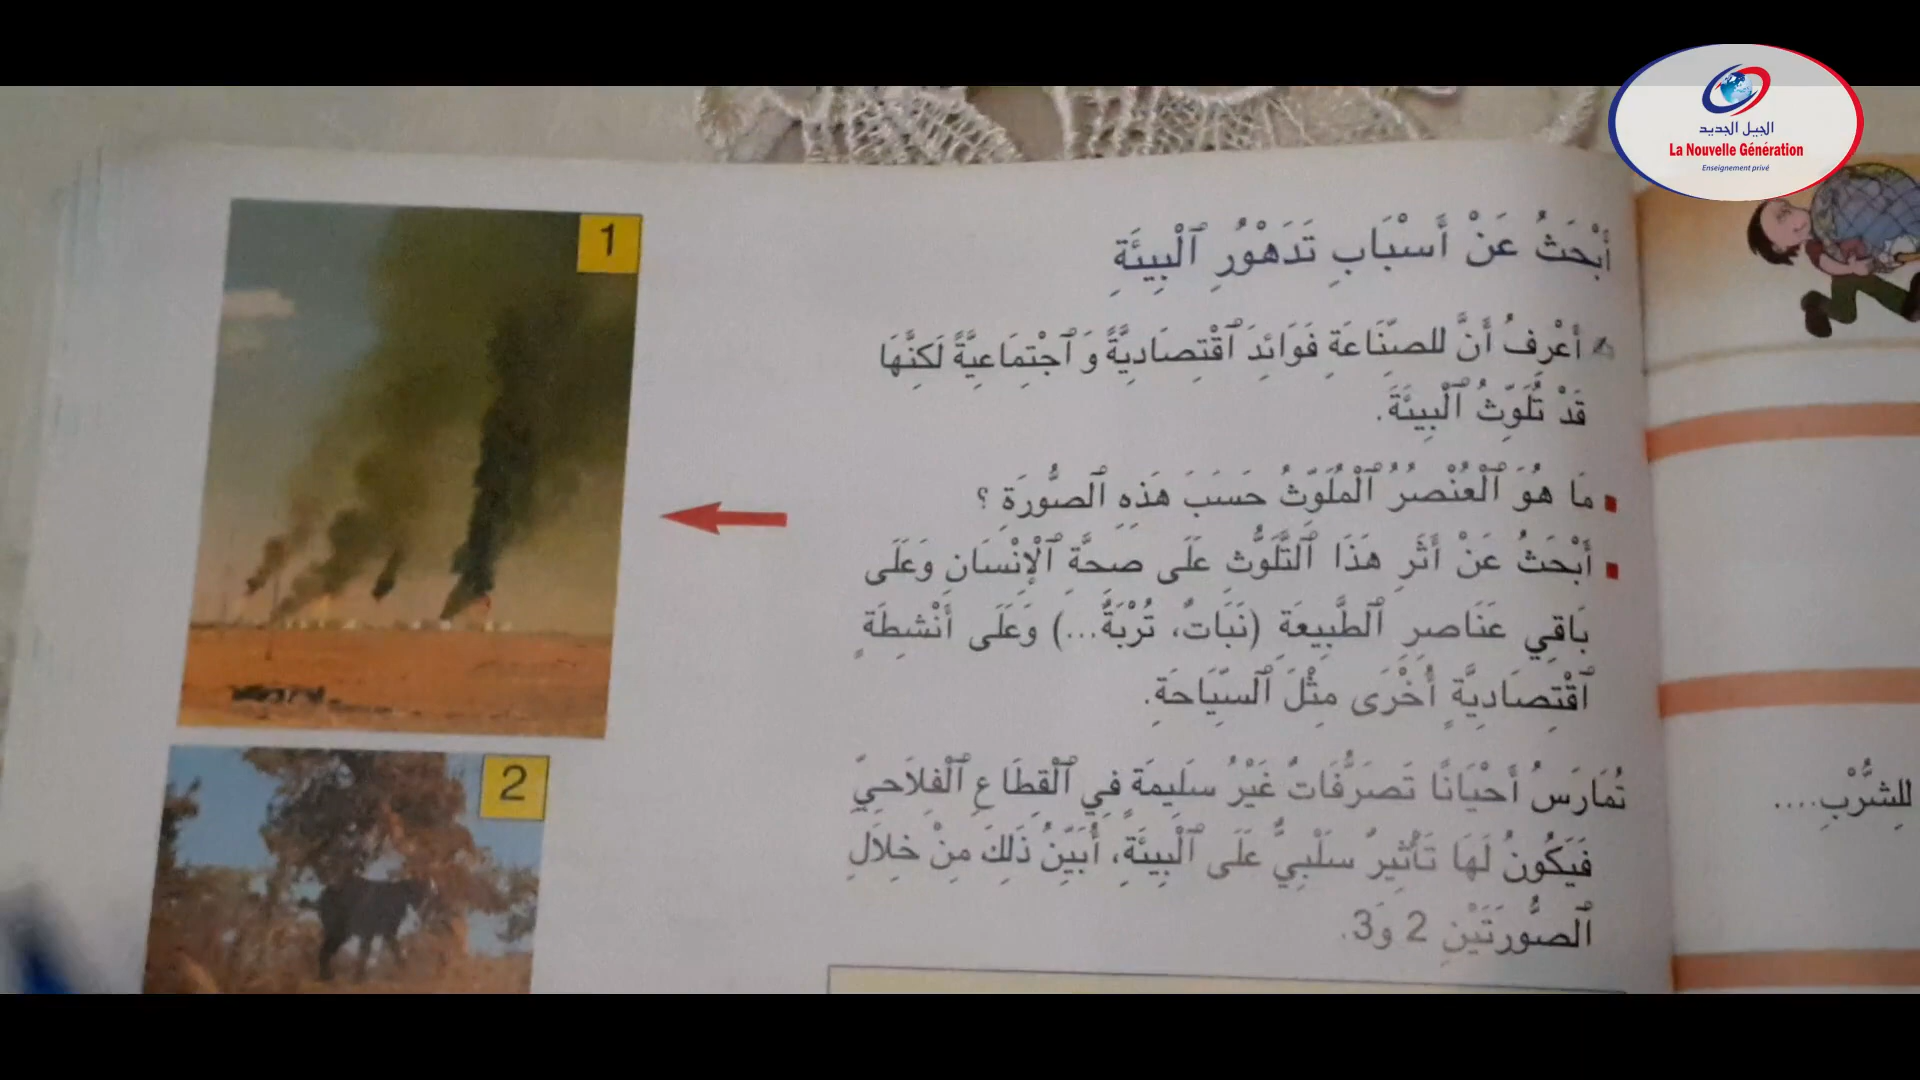 الجيل الجديد
La Nouvelle Génération
Enseignement privé
1
أَبْحَثُ عَنْ أَسْبَابِ تَدَهْوُرِ ٱلْبِيئَةِ
أَعْرِفُ أَنَّ للصِّنَاعَةِ فَوَائِدَ ٱقْتِصَادِيَّةً وَ ٱجْتِمَاعِيَّةً لَكِنَّهَا
قَدْ تُلَوِّثُ ٱلْبِيئَةَ.
مَا هُوَ ٱلْعُنْصُرُ ٱلْمُلَوِّثُ حَسَبَ هَذِهِ ٱلصُّورَةِ ؟
أَبْحَثُ عَنْ أَثَرِ هَذَا ٱلتَّلَوُّثِ عَلَى صِحَّةِ ٱلْإِنْسَانِ وَعَلَى
بَاقِي عَنَاصِرِ ٱلطَّبِيعَةِ (نَبَاتٌ، تُرْبَةٌ...) وَعَلَى أَنْشِطَةٍ
ٱقْتِصَادِيَّةٍ أُخْرَى مِثْلَ ٱلسِّيَاحَةِ.
2
تُمَارَسُ أَحْيَانًا تَصَرُّفَاتٌ غَيْرُ سَلِيمَةٍ فِي ٱلْقِطَاعِ ٱلْفِلَاحِيِّ
فَيَكُونُ لَهَا تَأْثِيرٌ سَلْبِيٌّ عَلَى ٱلْبِيئَةِ، أُبَيِّنُ ذَلِكَ مِنْ خِلَالِ
ٱلصُّورَتَيْنِ 2 وَ3.
لِلشُّرْبِ....